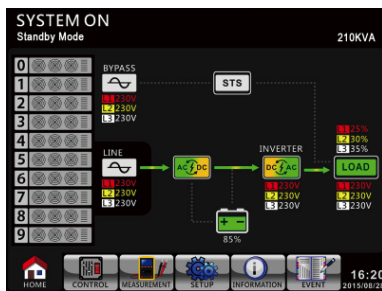 SYSTEM ON
Standby Mode
210KVA
0
1
2
3
4
5
6
7
8
9
BYPASS
L1 230V
L2 230V
L3 230V
STS
LINE
L1 230V
L2 230V
L3 230V
AC DC
85%
INVERTER
DC AC
L1 230V
L2 230V
L3 230V
L1 25%
L2 30%
L3 35%
LOAD
L1 230V
L2 230V
L3 230V
HOME
CONTROL
MEASUREMENT
SETUP
INFORMATION
EVENT
16:20